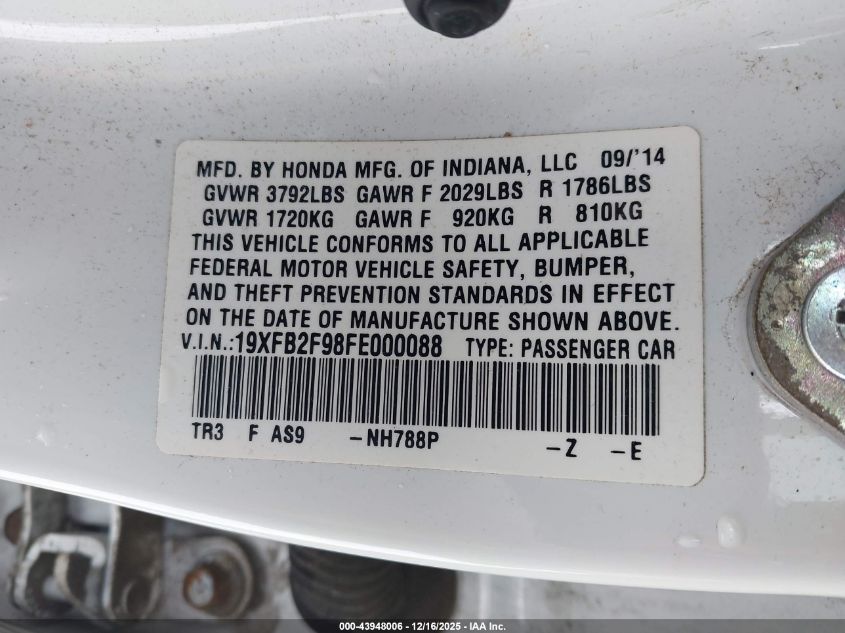 MFD. BY HONDA MFG. OF INDIANA, LLC 09/'14
GVWR 3792LBS GAWR F 2029LBS R 1786LBS
GVWR 1720KG GAWR F 920KG R 810KG
THIS VEHICLE CONFORMS TO ALL APPLICABLE
FEDERAL MOTOR VEHICLE SAFETY, BUMPER,
AND THEFT PREVENTION STANDARDS IN EFFECT
ON THE DATE OF MANUFACTURE SHOWN ABOVE.
V.I.N.:19XFB2F98FE000088 TYPE: PASSENGER CAR
TR3 F AS9 -NH788P -Z -E
000-43948006 - 12/16/2025 - IAA Inc.